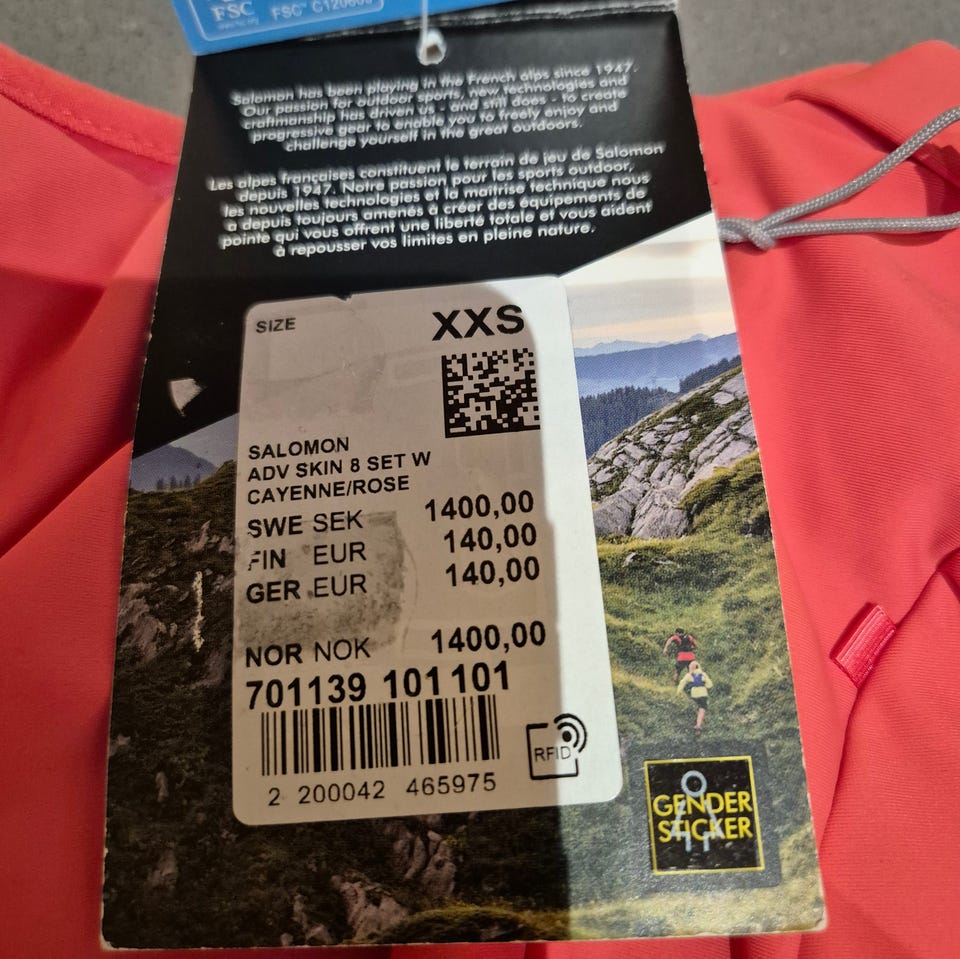 FSC
FSC™ C120600
Salomon has been playing in the French alps since 1947.
Our passion for outdoor sports, new technologies and
craftmanship has driven us - and still does - to create
progressive gear to enable you to freely enjoy and
challenge yourself in the great outdoors.
Les alpes françaises constituent le terrain de jeu de Salomon
depuis 1947. Notre passion pour les sports outdoor,
les nouvelles technologies et la maîtrise technique nous
a depuis toujours amenés à créer des équipements de
pointe qui vous offrent une liberté totale et vous aident
à repousser vos limites en pleine nature.
SIZE XXS
SALOMON
ADV SKIN 8 SET W
CAYENNE/ROSE
SWE SEK 1400,00
FIN EUR 140,00
GER EUR 140,00
NOR NOK 1400,00
701139 101 101
2 200042 465975
RFID
GENDER
STICKER